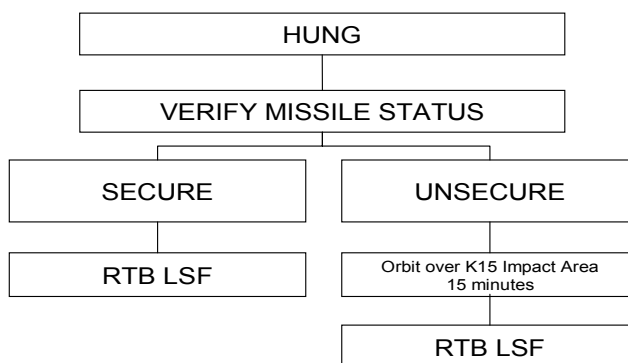 HUNG
VERIFY MISSILE STATUS
SECURE
UNSECURE
RTB LSF
Orbit over K15 Impact Area
15 minutes
RTB LSF